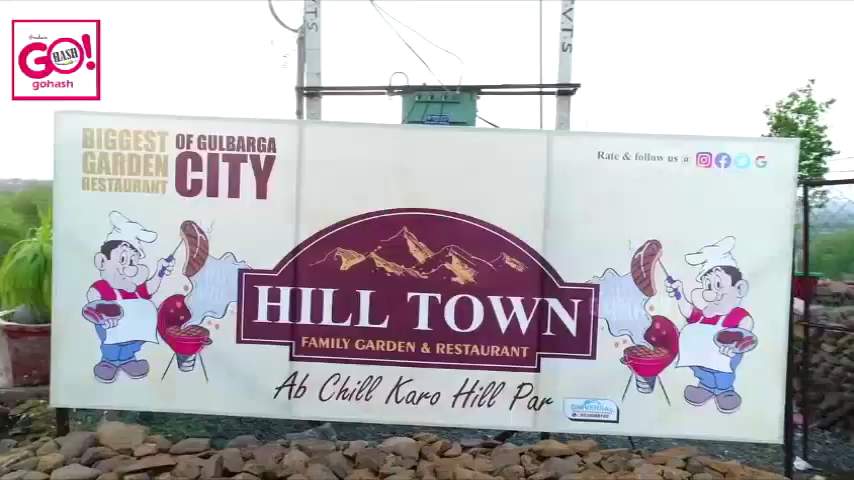 GO!
HASH
gohash
BIGGEST
GARDEN
RESTAURANT
OF GULBARGA
CITY
Rate & follow us @
HILL TOWN
FAMILY GARDEN & RESTAURANT
Ab Chill Karo Hill Par
UNIVERSAL
V.T.S